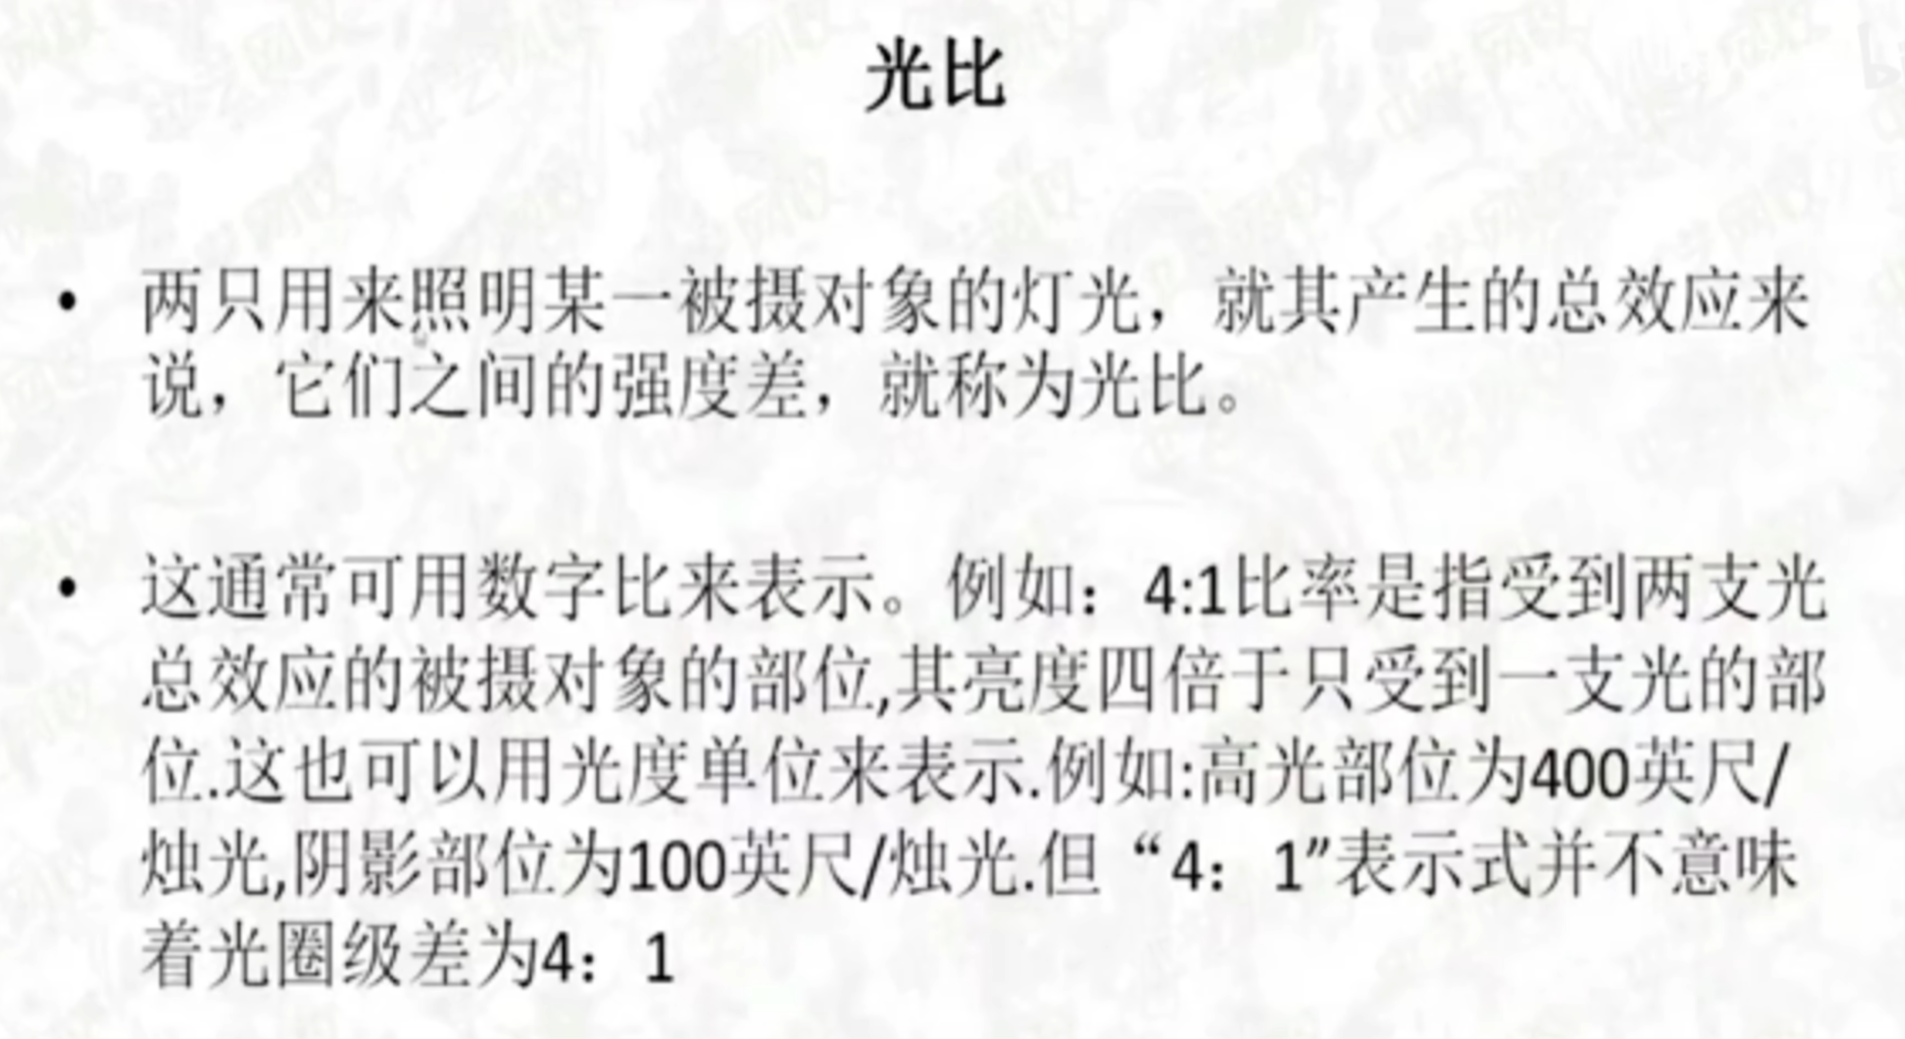 光比
• 两只用来照明某一被摄对象的灯光，就其产生的总效应来
说，它们之间的强度差，就称为光比。
• 这通常可用数字比来表示。例如：4:1比率是指受到两支光
总效应的被摄对象的部位,其亮度四倍于只受到一支光的部
位.这也可以用光度单位来表示.例如:高光部位为400英尺/
烛光,阴影部位为100英尺/烛光.但“4：1”表示式并不意味
着光圈级差为4：1